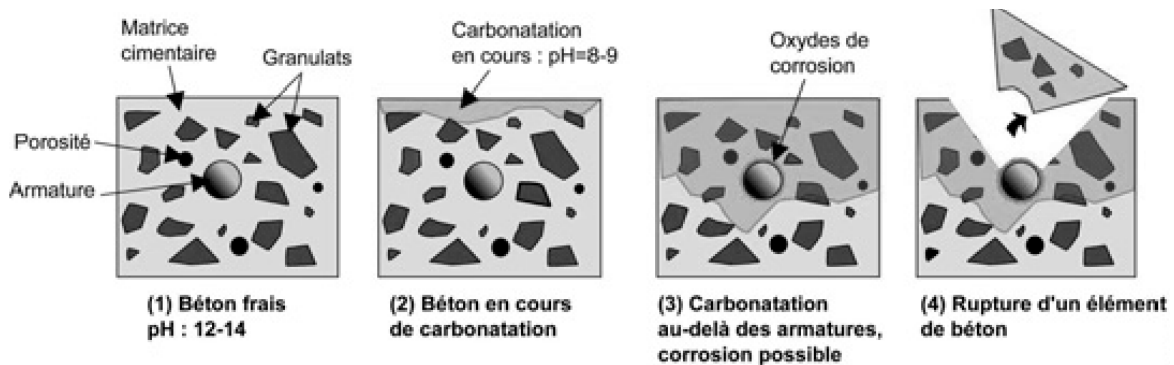 Matrice
cimentaire
Granulats
Porosité
Armature
(1) Béton frais
pH : 12-14
Carbonatation
en cours : pH=8-9
(2) Béton en cours
de carbonatation
Oxydes de
corrosion
(3) Carbonatation
au-delà des armatures,
corrosion possible
(4) Rupture d'un élément
de béton